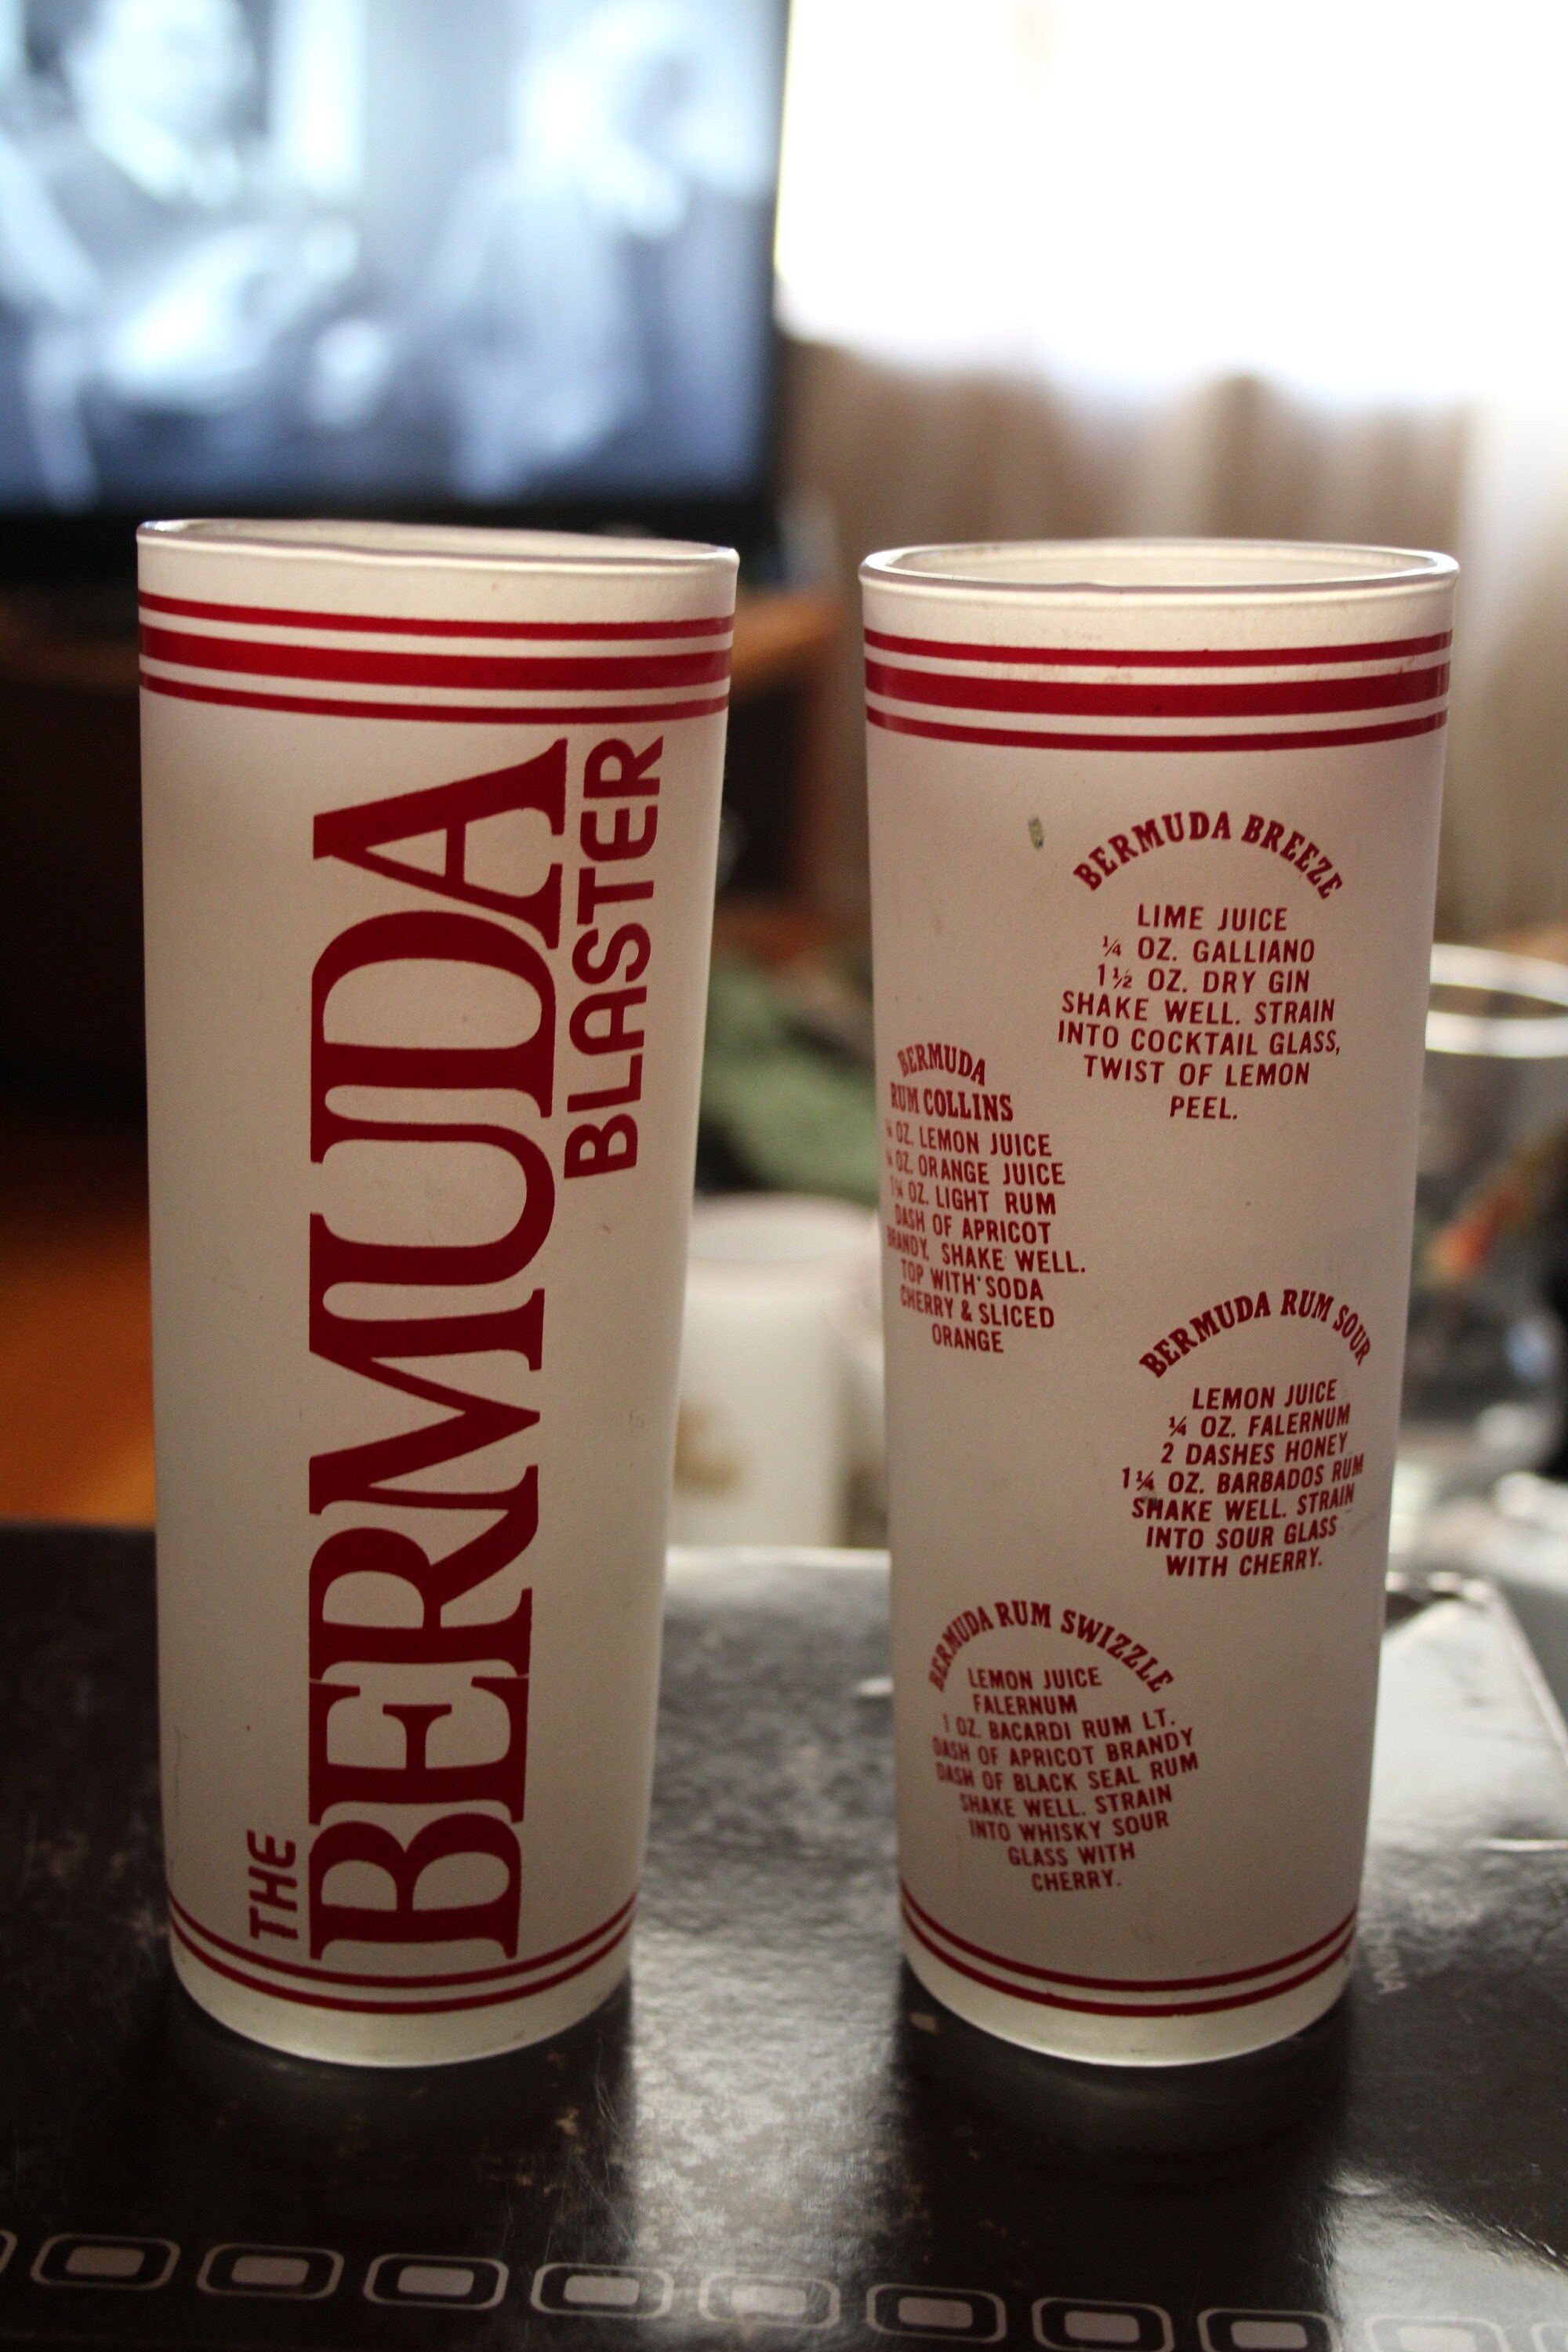 THE
BERMUDA
BLASTER
BERMUDA BREEZE
LIME JUICE
¼ OZ. GALLIANO
1½ OZ. DRY GIN
SHAKE WELL. STRAIN
INTO COCKTAIL GLASS,
TWIST OF LEMON
PEEL.
BERMUDA
RUM COLLINS
OZ. LEMON JUICE
OZ. ORANGE JUICE
1¼ OZ. LIGHT RUM
DASH OF APRICOT
BRANDY. SHAKE WELL.
TOP WITH SODA
CHERRY & SLICED
ORANGE
BERMUDA RUM SOUR
LEMON JUICE
¼ OZ. FALERNUM
2 DASHES HONEY
1¼ OZ. BARBADOS RUM
SHAKE WELL. STRAIN
INTO SOUR GLASS
WITH CHERRY.
BERMUDA RUM SWIZZLE
LEMON JUICE
FALERNUM
1 OZ. BACARDI RUM LT.
DASH OF APRICOT BRANDY
DASH OF BLACK SEAL RUM
SHAKE WELL. STRAIN
INTO WHISKY SOUR
GLASS WITH
CHERRY.